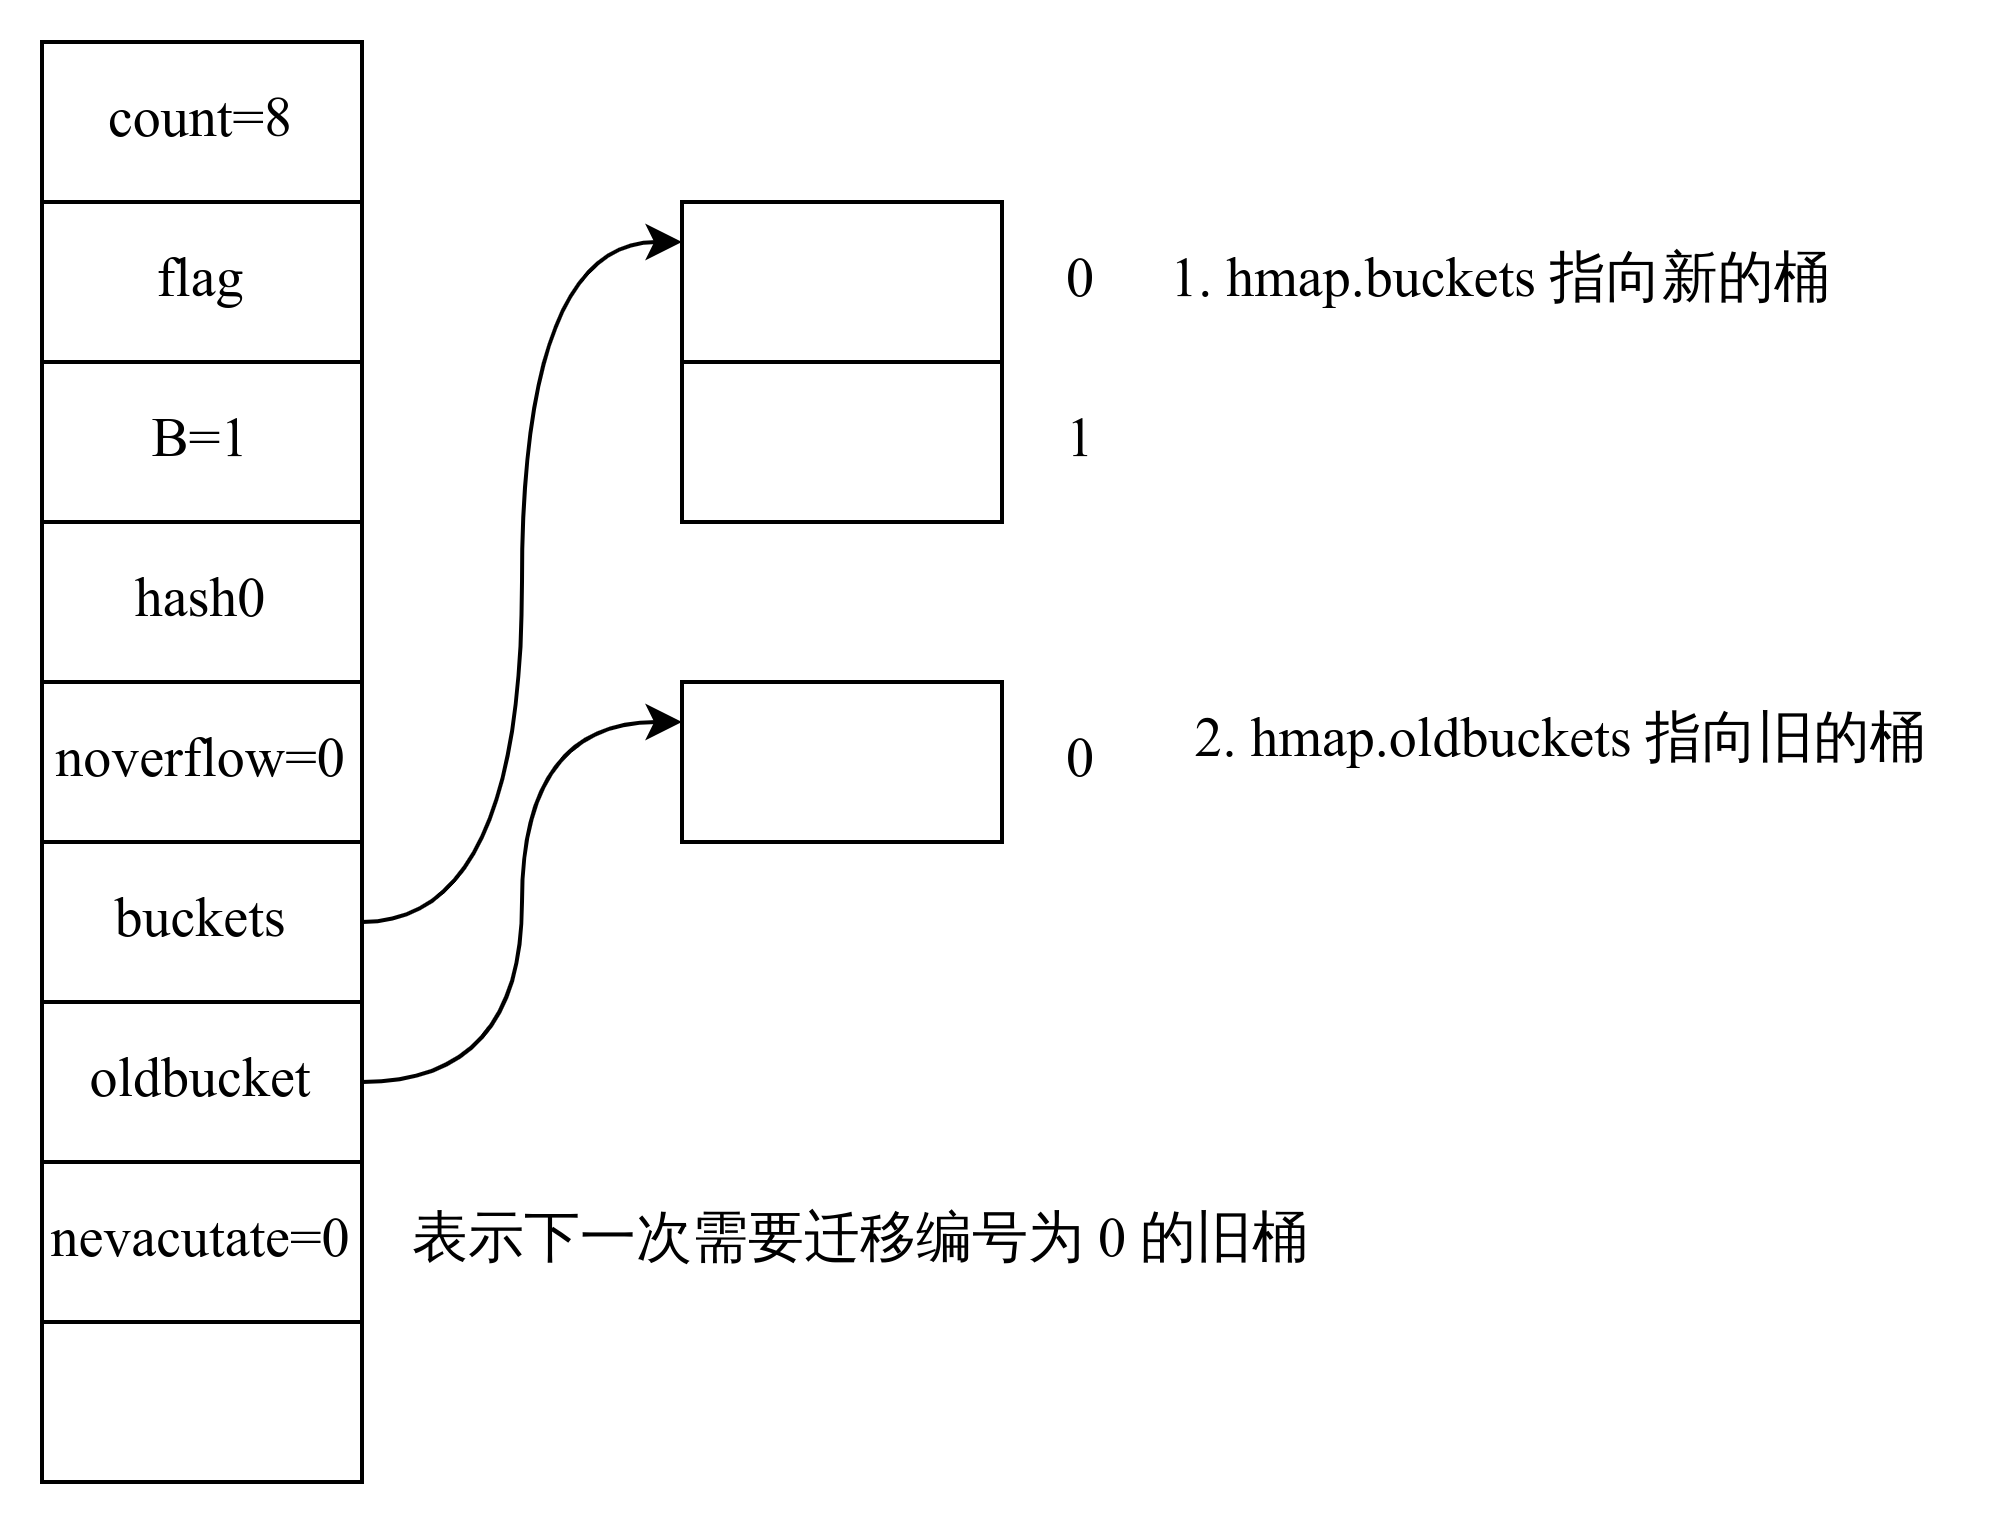 count=8
flag
0
1. hmap.buckets 指向新的桶
B=1
1
hash0
noverflow=0
0
2. hmap.oldbuckets 指向旧的桶
buckets
oldbucket
nevacutate=0
表示下一次需要迁移编号为 0 的旧桶